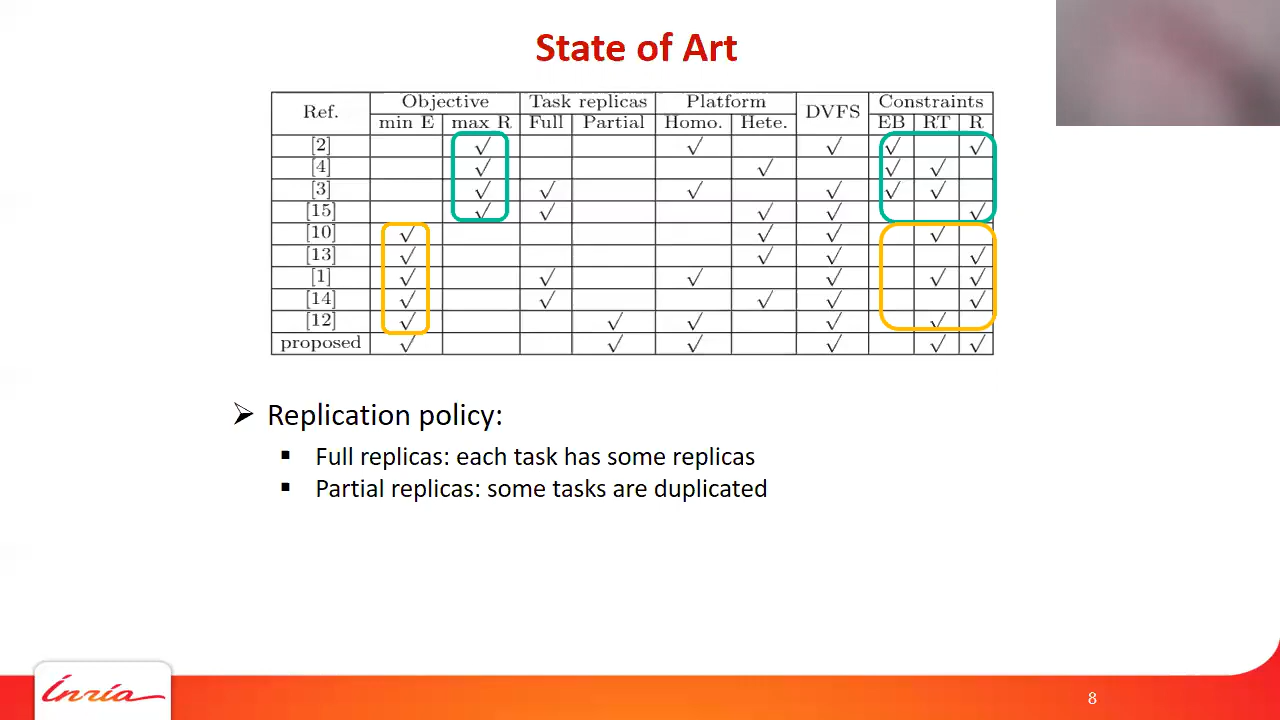 State of Art
Ref. Objective Task replicas Platform DVFS Constraints
min E max R Full Partial Homo. Hete. EB RT R
[2] ✓ ✓ ✓ ✓ ✓
[4] ✓ ✓ ✓ ✓
[3] ✓ ✓ ✓ ✓ ✓ ✓
[15] ✓ ✓ ✓ ✓ ✓
[10] ✓ ✓ ✓ ✓
[13] ✓ ✓ ✓ ✓
[1] ✓ ✓ ✓ ✓ ✓ ✓
[14] ✓ ✓ ✓ ✓ ✓
[12] ✓ ✓ ✓ ✓ ✓
proposed ✓ ✓ ✓ ✓ ✓ ✓
➢ Replication policy:
▪ Full replicas: each task has some replicas
▪ Partial replicas: some tasks are duplicated
Inria
8